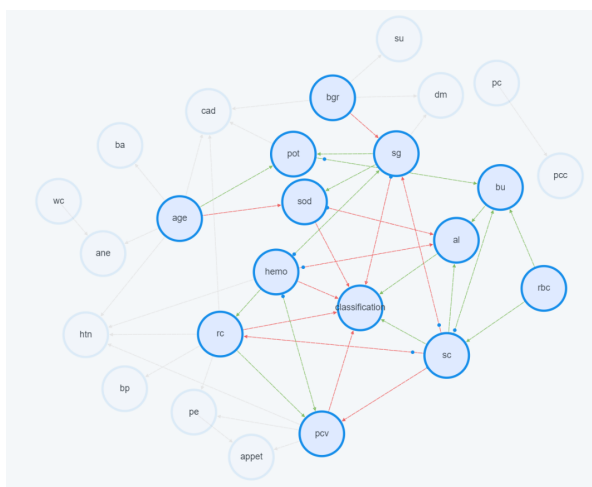 su
bgr
dm
pc
cad
ba
pot
sg
pcc
bu
wc
sod
age
al
ane
hemo
rbc
classification
htn
rc
sc
bp
pe
pcv
appet